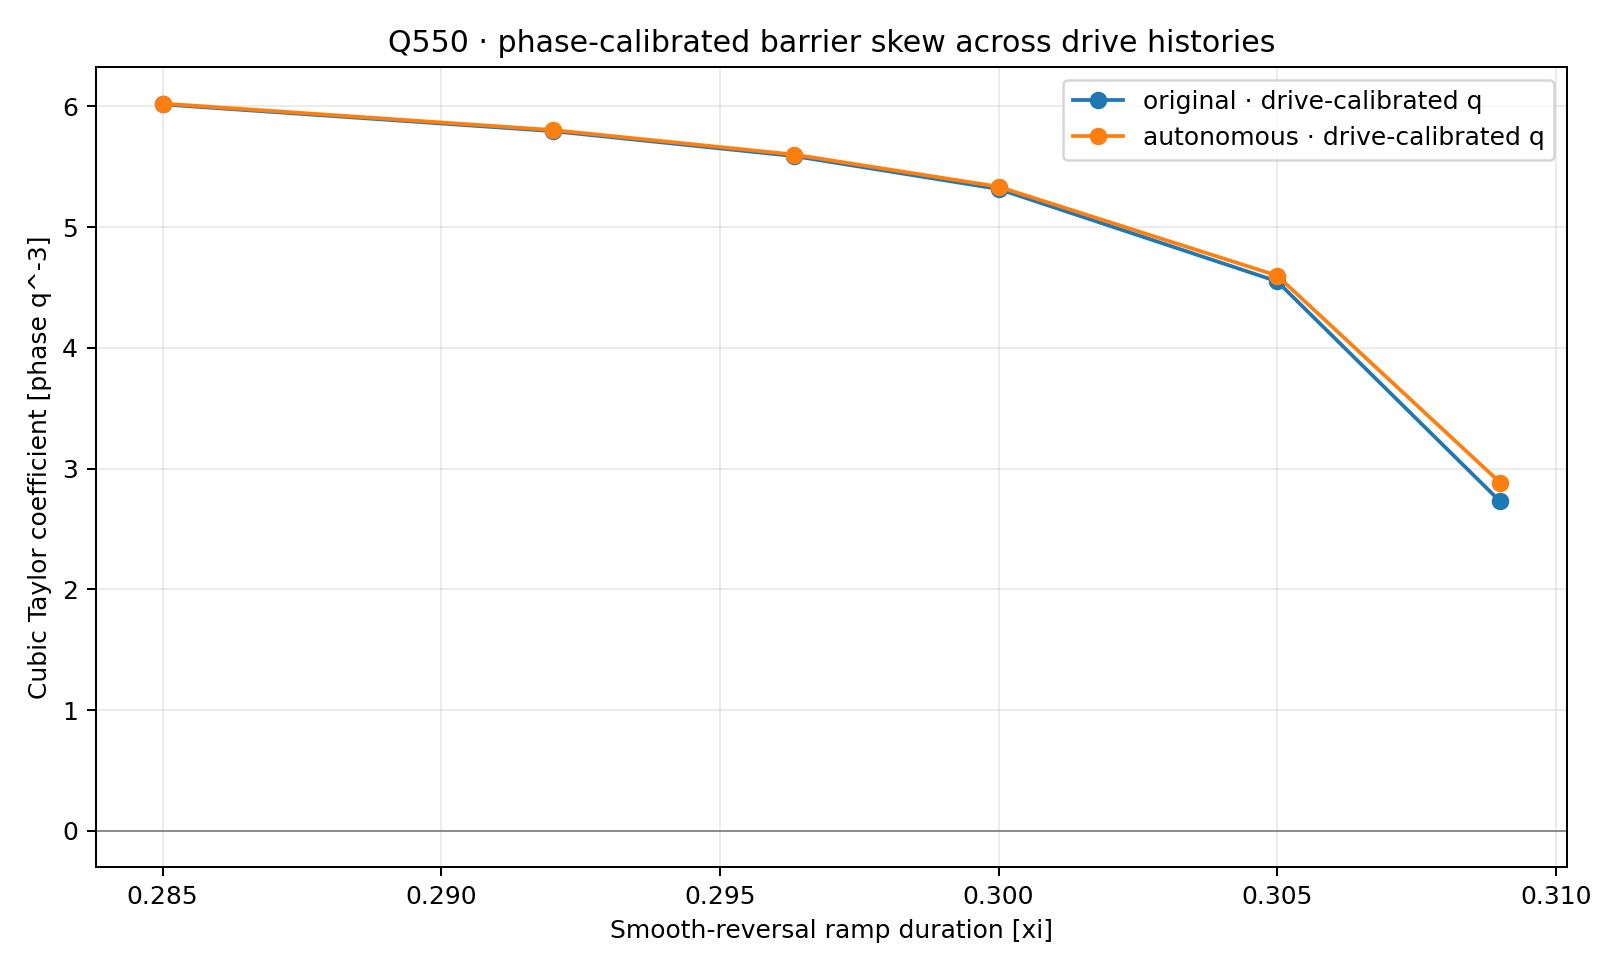 Q550 · phase-calibrated barrier skew across drive histories
original · drive-calibrated q
autonomous · drive-calibrated q
Cubic Taylor coefficient [phase q^-3]
6
5
4
3
2
1
0
0.285
0.290
0.295
0.300
0.305
0.310
Smooth-reversal ramp duration [xi]